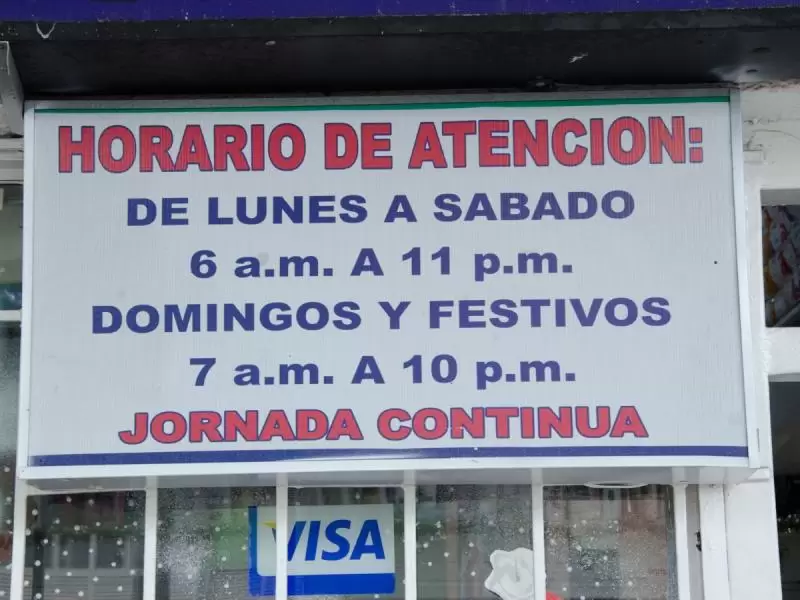 HORARIO DE ATENCION:
DE LUNES A SABADO
6 a.m. A 11 p.m.
DOMINGOS Y FESTIVOS
7 a.m. A 10 p.m.
JORNADA CONTINUA
VISA